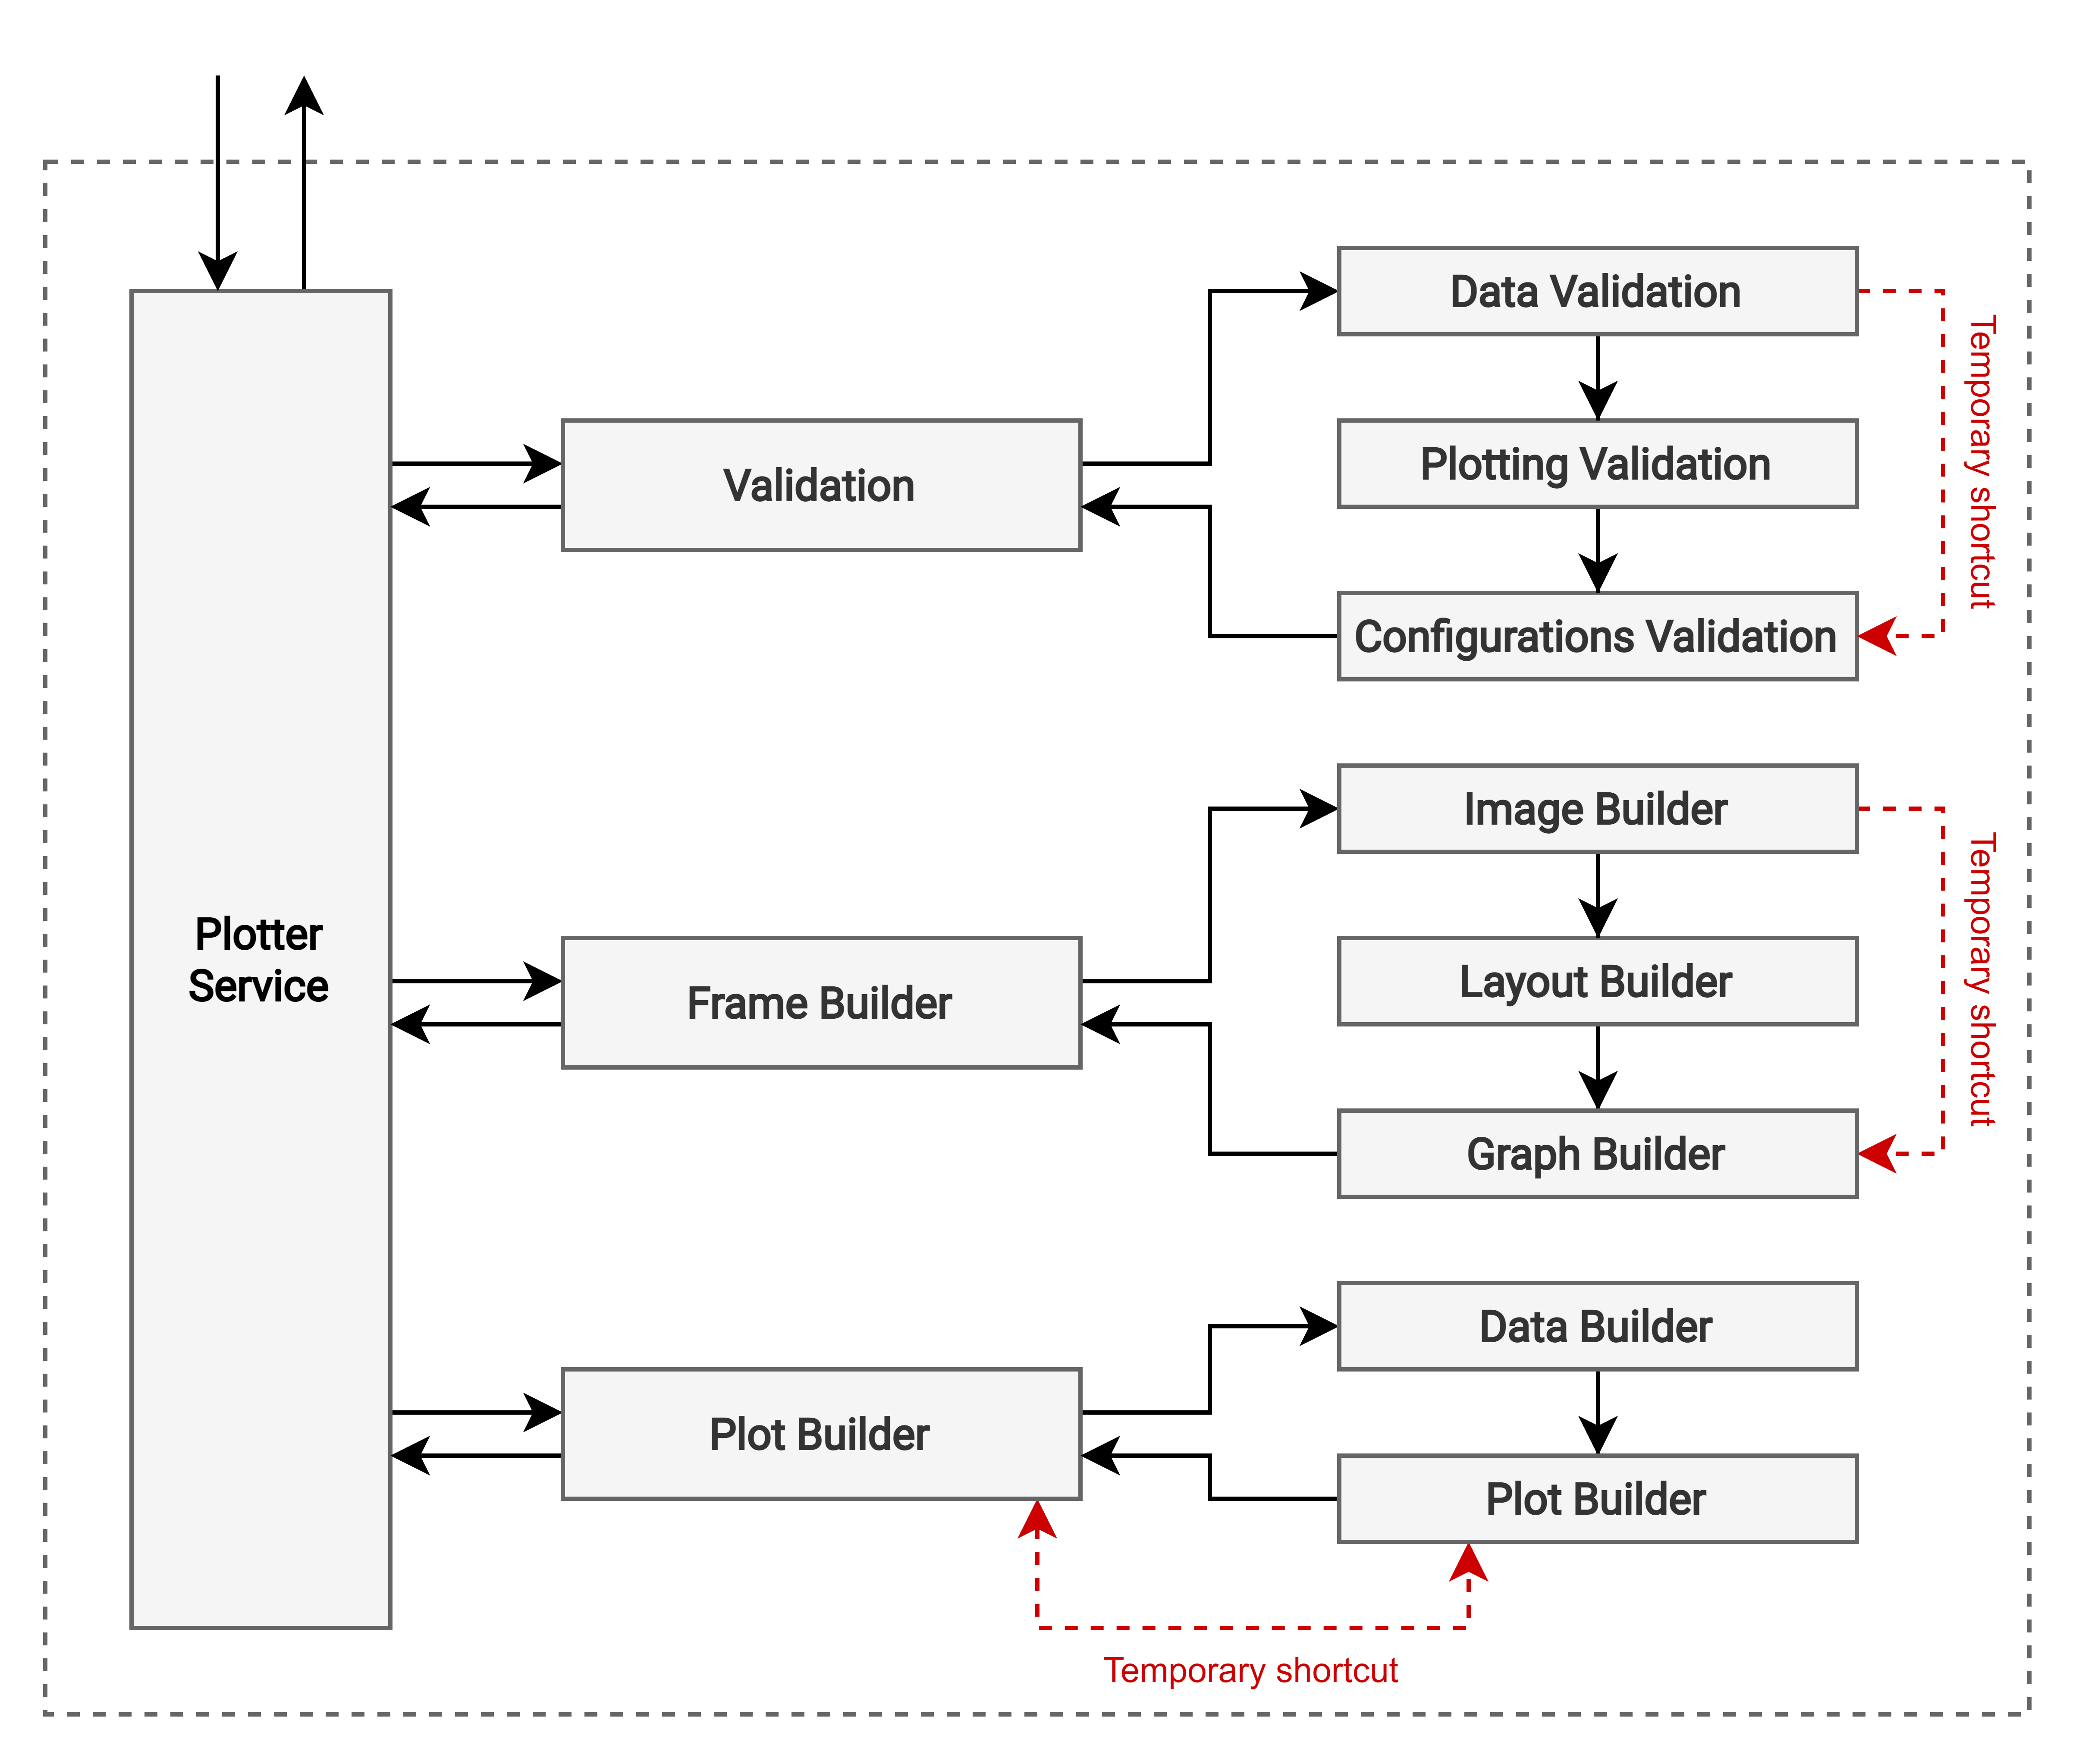 Data Validation
Temporary shortcut
Plotting Validation
Validation
Configurations Validation
Image Builder
Temporary shortcut
Plotter
Service
Layout Builder
Frame Builder
Graph Builder
Data Builder
Plot Builder
Plot Builder
Temporary shortcut